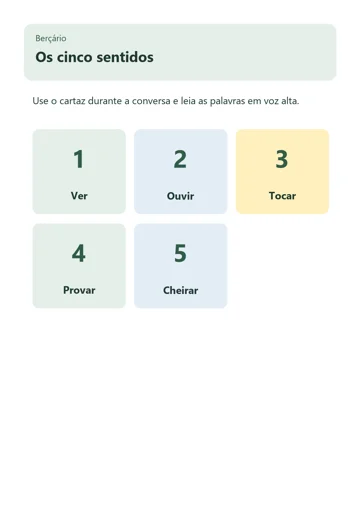 Berçário
Os cinco sentidos
Use o cartaz durante a conversa e leia as palavras em voz alta.
1
Ver
2
Ouvir
3
Tocar
4
Provar
5
Cheirar